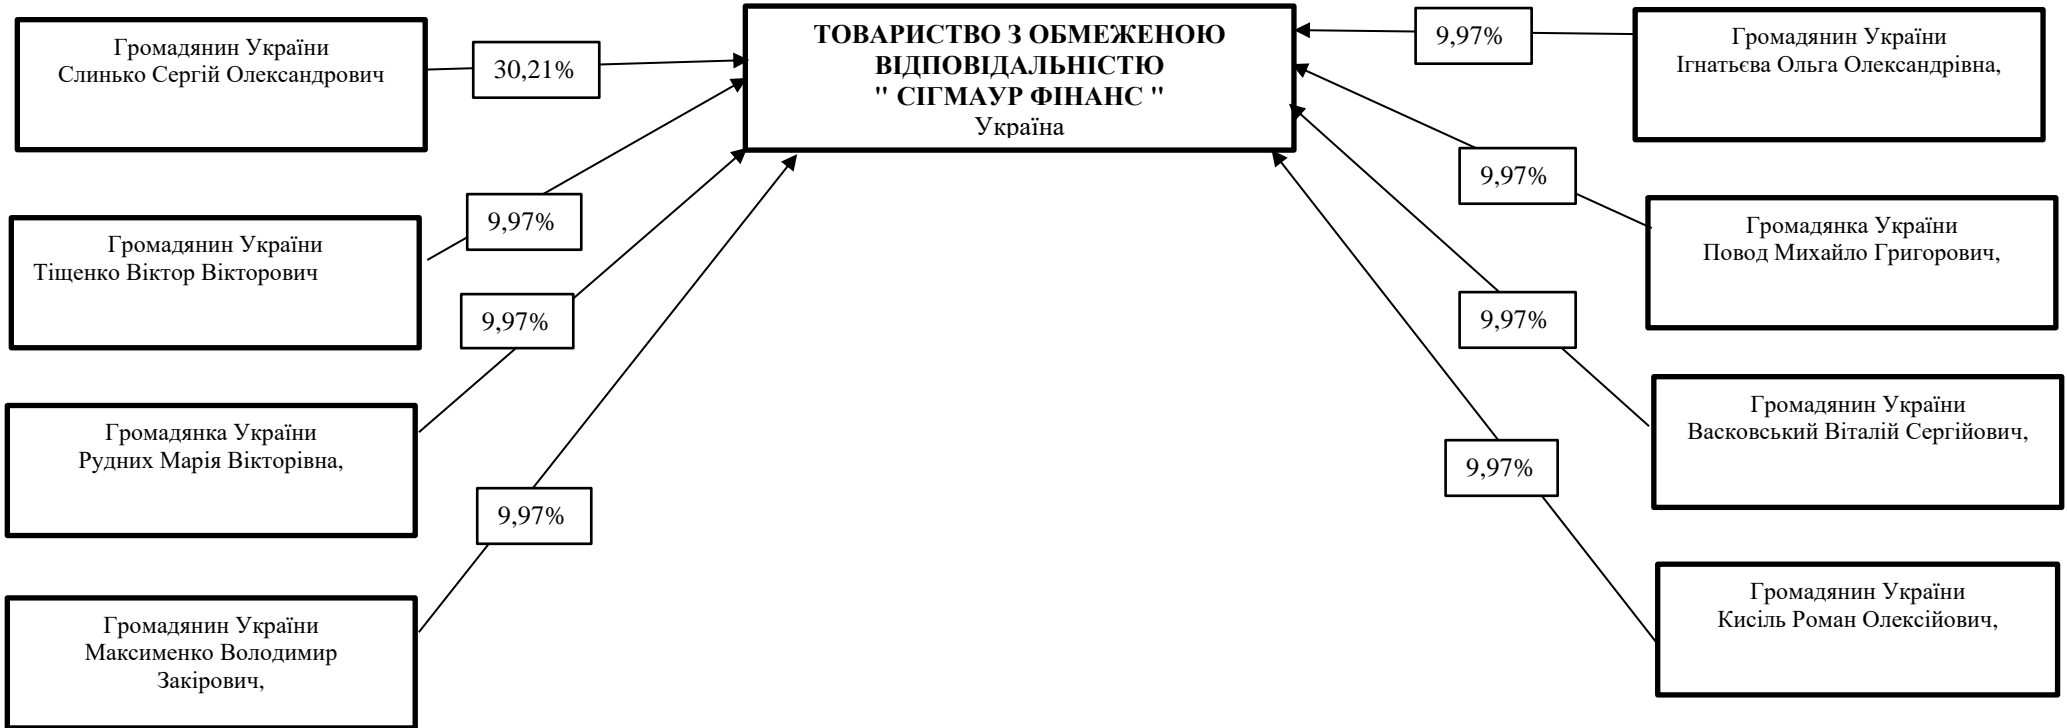 Громадянин України
Слинько Сергій Олександрович
30,21%
ТОВАРИСТВО З ОБМЕЖЕНОЮ
ВІДПОВІДАЛЬНІСТЮ
" СІГМАУР ФІНАНС "
Україна
9,97%
Громадянин України
Ігнатьєва Ольга Олександрівна,
Громадянин України
Тіщенко Віктор Вікторович
9,97%
9,97%
Громадянка України
Повод Михайло Григорович,
Громадянка України
Рудних Марія Вікторівна,
9,97%
9,97%
Громадянин України
Васковський Віталій Сергійович,
Громадянин України
Максименко Володимир
Закірович,
9,97%
9,97%
Громадянин України
Кисіль Роман Олексійович,